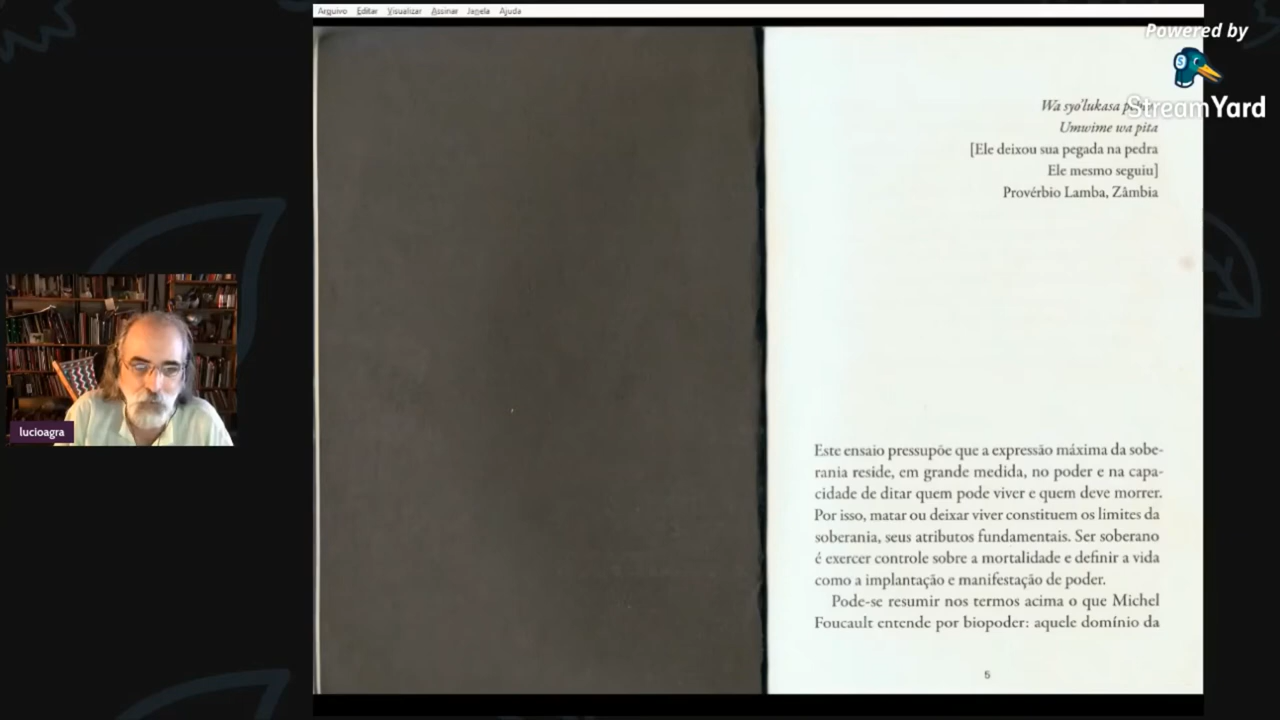 Arquivo Editar Visualizar Assinar Janela Ajuda
Powered by
StreamYard
Wa syo'lukasa
Umwime wa pita
[Ele deixou sua pegada na pedra
Ele mesmo seguiu]
Provérbio Lamba, Zâmbia
lucioagra
Este ensaio pressupõe que a expressão máxima da sobe-
rania reside, em grande medida, no poder e na capa-
cidade de ditar quem pode viver e quem deve morrer.
Por isso, matar ou deixar viver constituem os limites da
soberania, seus atributos fundamentais. Ser soberano
é exercer controle sobre a mortalidade e definir a vida
como a implantação e manifestação de poder.
Pode-se resumir nos termos acima o que Michel
Foucault entende por biopoder: aquele domínio da
5